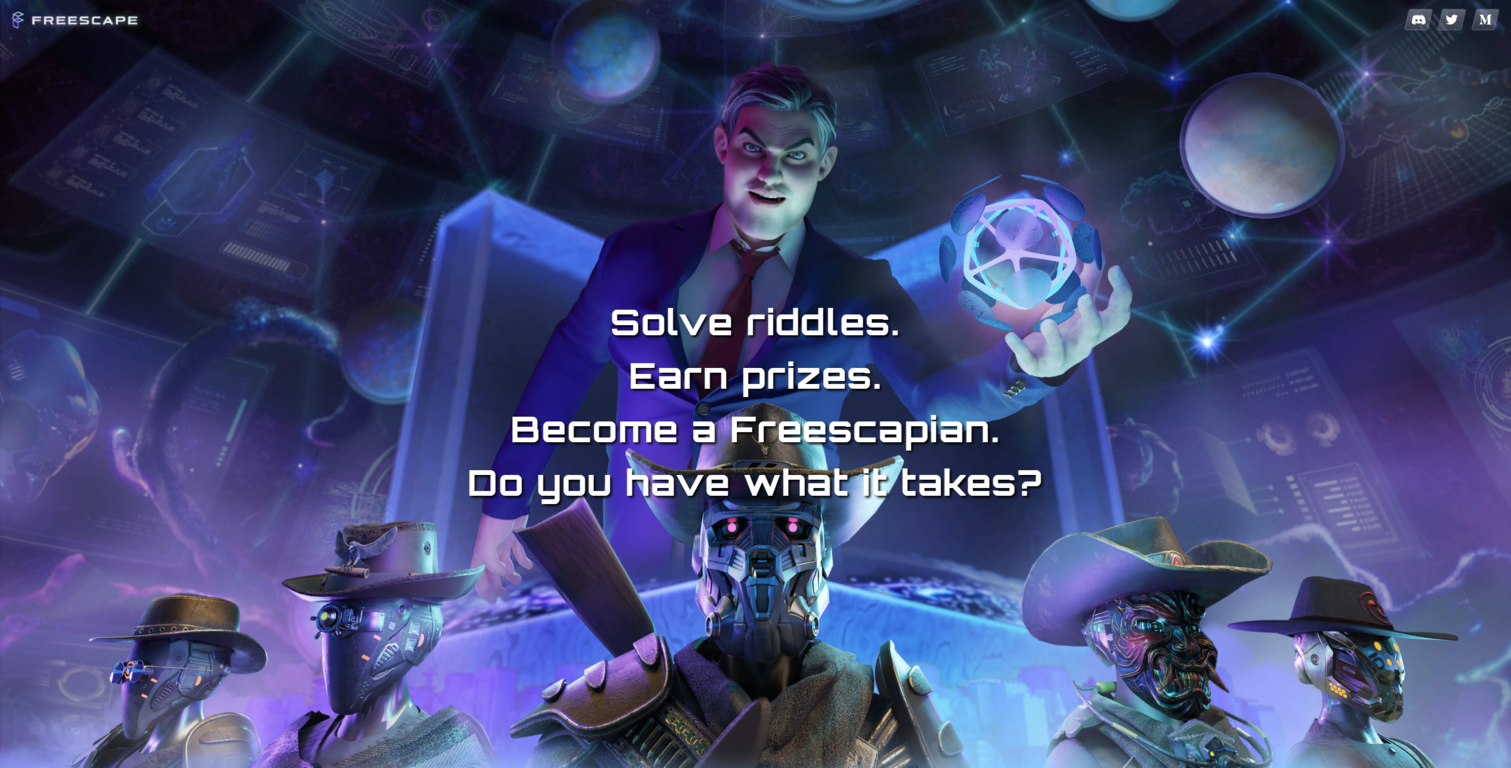 FREESCAPE
M
Solve riddles.
Earn prizes.
Become a Freescapian.
Do you have what it takes?